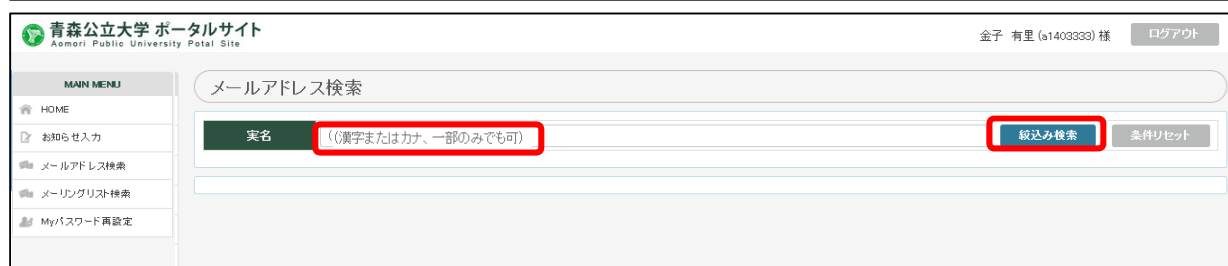 青森公立大学 ポータルサイト
Aomori Public University Potal Site
金子 有里 (a1403333) 様
ログアウト
MAIN MENU
HOME
お知らせ入力
メールアドレス検索
メーリングリスト検索
Myパスワード再設定
メールアドレス検索
実名
((漢字またはカナ、一部のみでも可)
絞込み検索
条件リセット